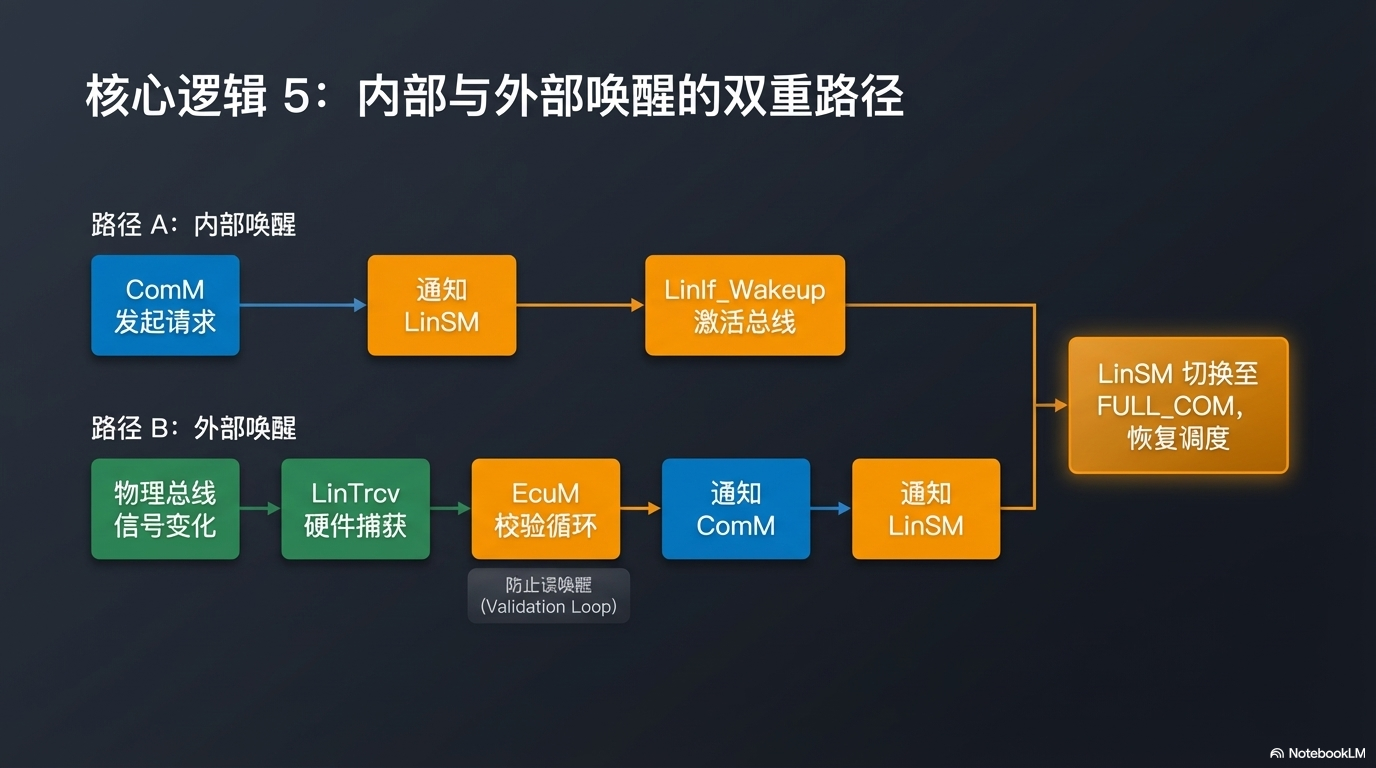 核心逻辑 5：内部与外部唤醒的双重路径
路径 A：内部唤醒
ComM
发起请求
通知
LinSM
LinIf_Wakeup
激活总线
LinSM 切换至
FULL_COM，
恢复调度
路径 B：外部唤醒
物理总线
信号变化
LinTrcv
硬件捕获
EcuM
校验循环
通知
ComM
通知
LinSM
防止误唤醒
(Validation Loop)
NotebookLM